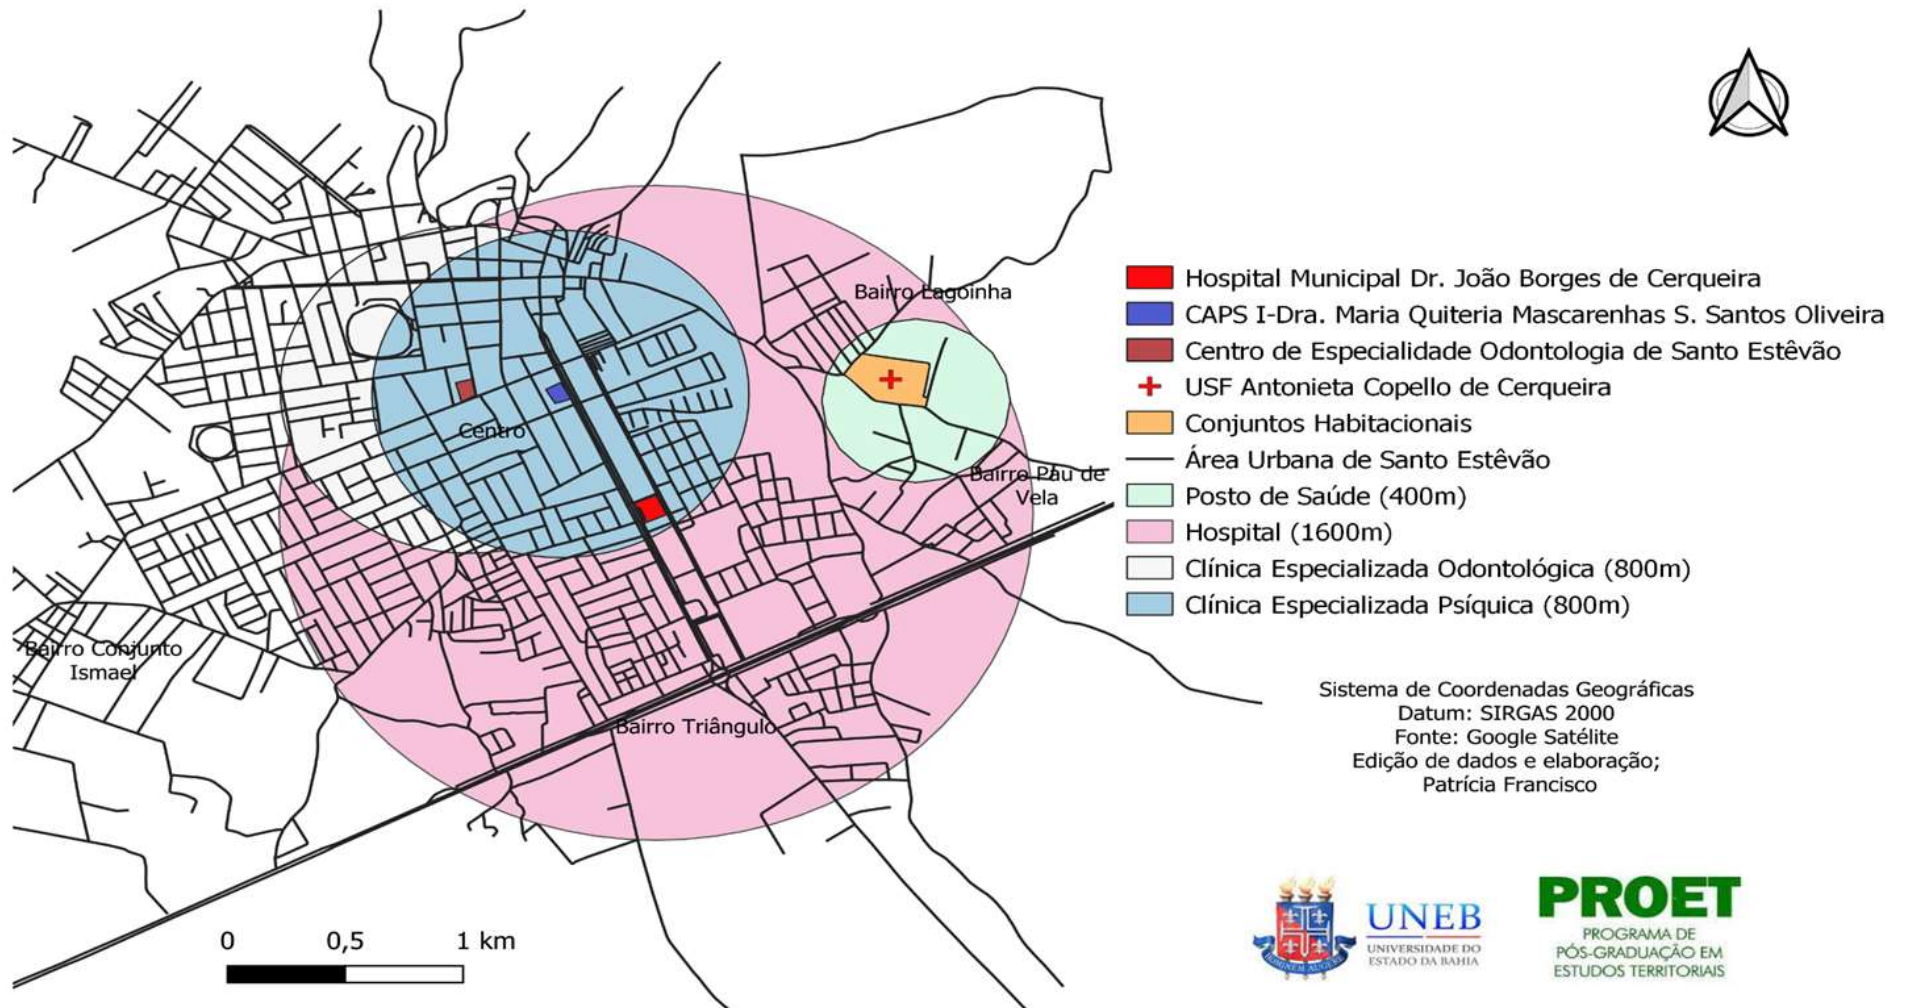 Bairro Lagoinha
Centro
Bairro Pau de
Vela
Bairro Conjunto
Ismael
Bairro Triângulo
0 0,5 1 km
Hospital Municipal Dr. João Borges de Cerqueira
CAPS I-Dra. Maria Quiteria Mascarenhas S. Santos Oliveira
Centro de Especialidade Odontologia de Santo Estêvão
USF Antonieta Copello de Cerqueira
Conjuntos Habitacionais
Área Urbana de Santo Estêvão
Posto de Saúde (400m)
Hospital (1600m)
Clínica Especializada Odontológica (800m)
Clínica Especializada Psíquica (800m)
Sistema de Coordenadas Geográficas
Datum: SIRGAS 2000
Fonte: Google Satélite
Edição de dados e elaboração;
Patrícia Francisco
HOMINEM AUGERE
UNEB
UNIVERSIDADE DO
ESTADO DA BAHIA
PROET
PROGRAMA DE
PÓS-GRADUAÇÃO EM
ESTUDOS TERRITORIAIS